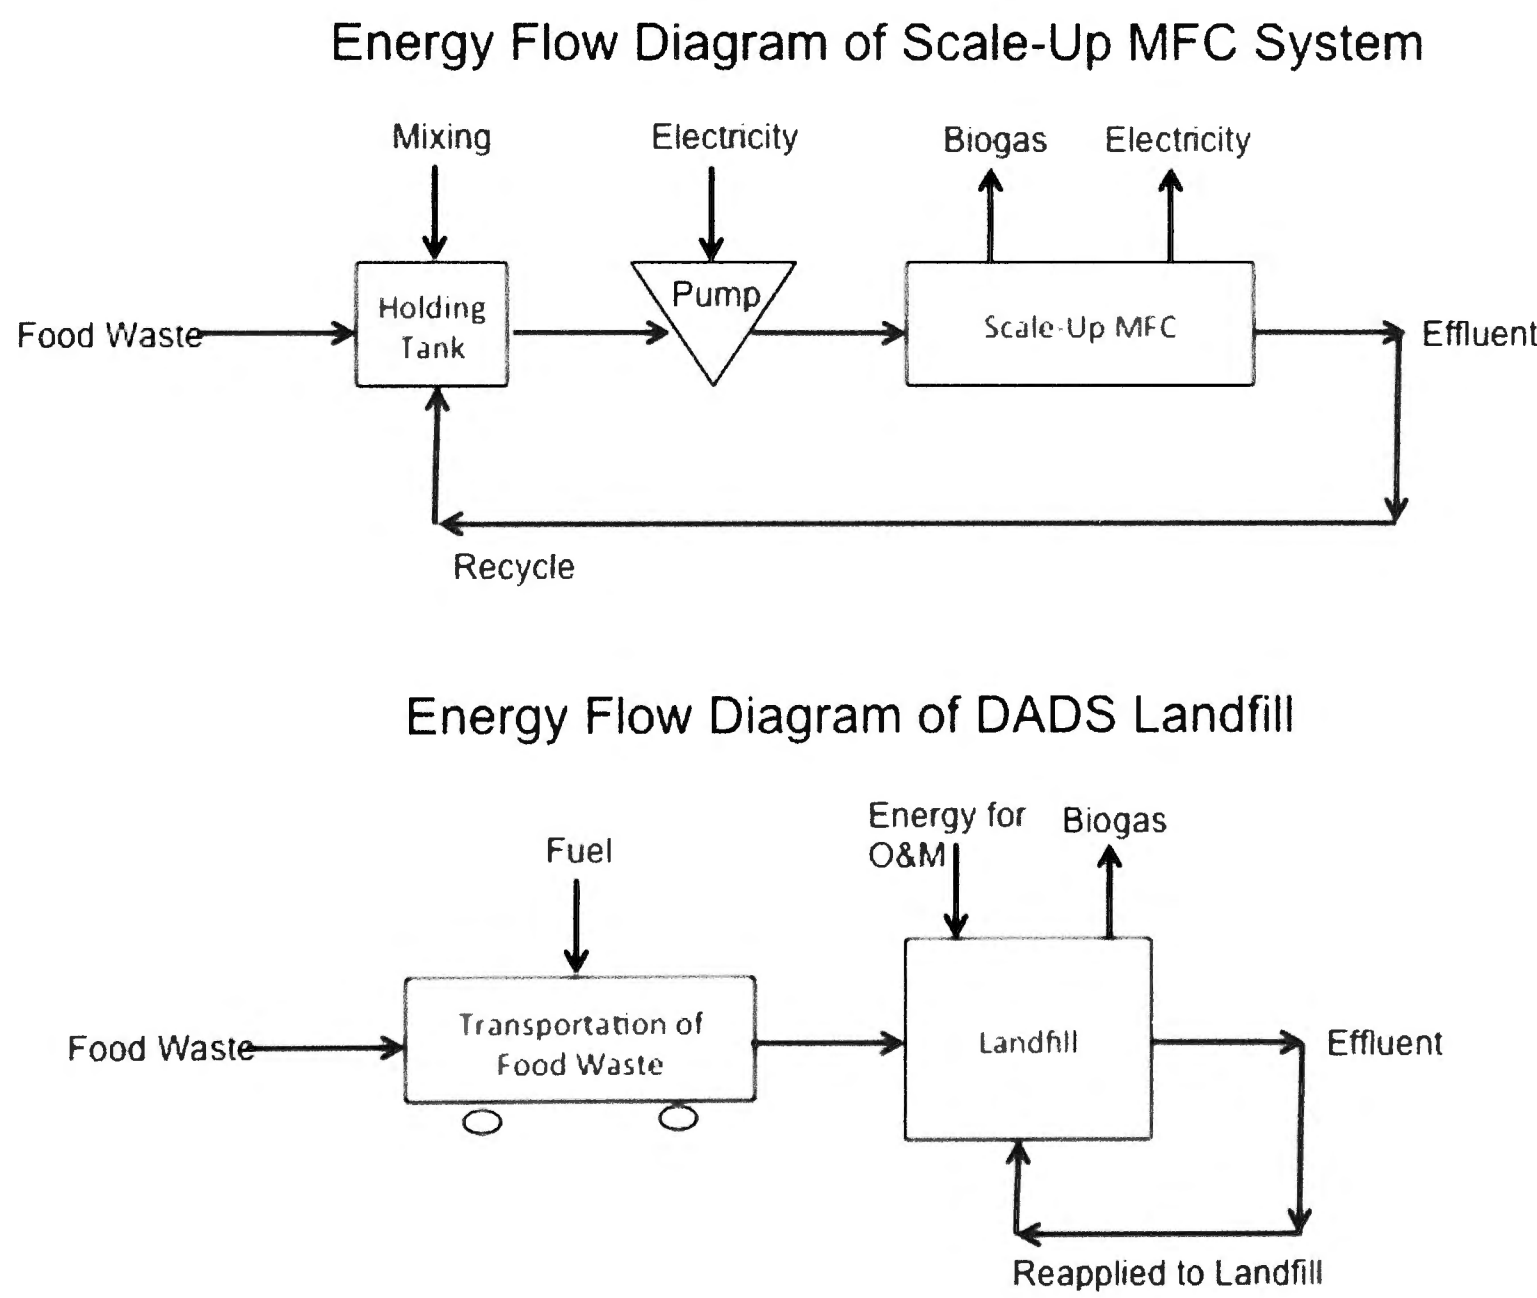 Energy Flow Diagram of Scale-Up MFC System
Mixing
Electricity
Biogas
Electricity
Food Waste
Holding
Tank
Pump
Scale-Up MFC
Effluent
Recycle
Energy Flow Diagram of DADS Landfill
Fuel
Energy for
O&M
Biogas
Food Waste
Transportation of
Food Waste
Landfill
Effluent
Reapplied to Landfill